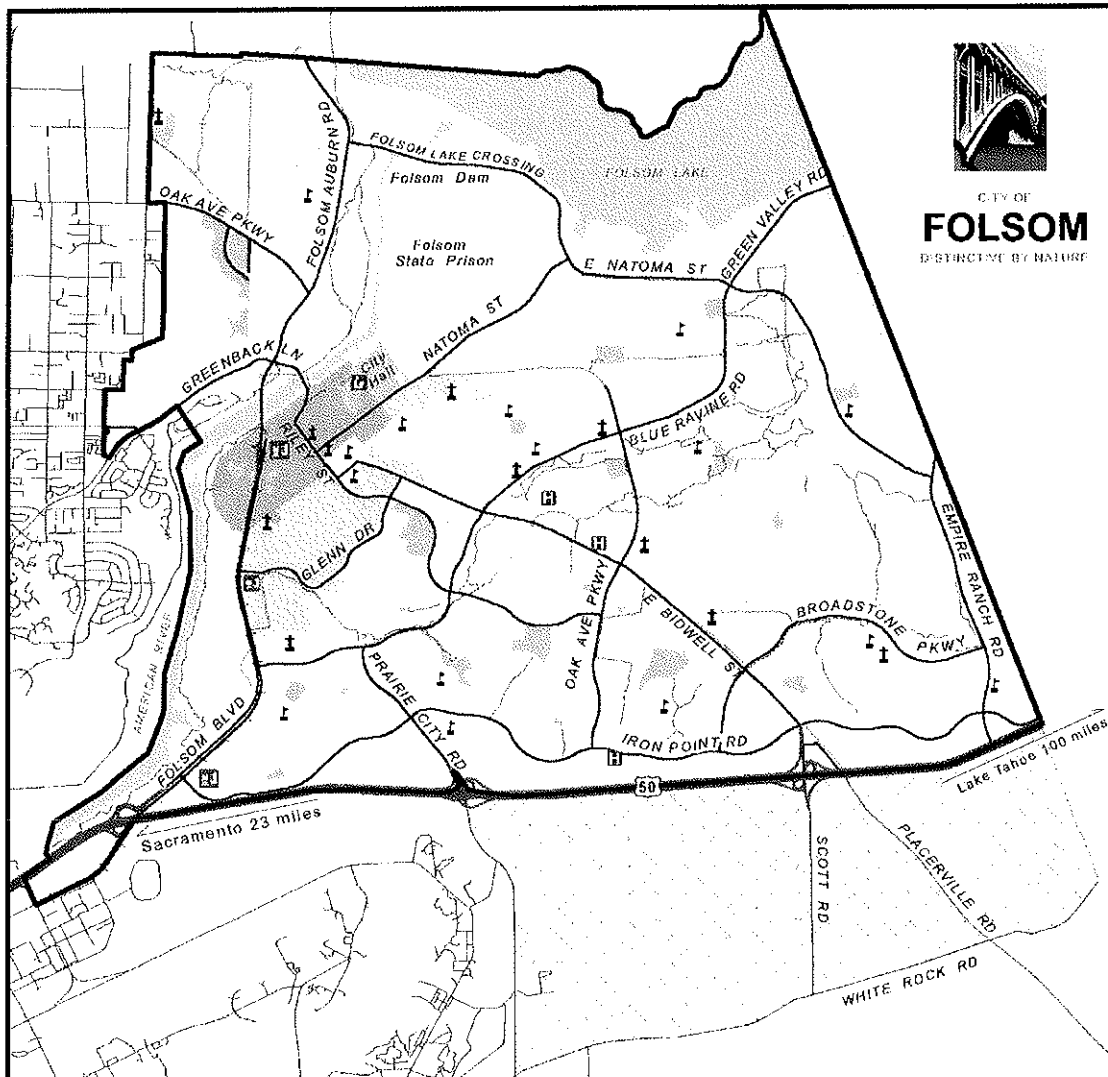 CITY OF
FOLSOM
DISTINCTIVE BY NATURE
FOLSOM AUBURN RD
FOLSOM LAKE CROSSING
Folsom Dam
FOLSOM LAKE
GREEN VALLEY RD
OAK AVE PKWY
Folsom
State Prison
E NATOMA ST
NATOMA ST
GREENBACK LN
City
Hall
RILEY ST
BLUE RAVINE RD
GLENN DR
EMPIRE RANCH RD
H
H
OAK AVE PKWY
E BIDWELL ST
BROADSTONE PKWY
AMERICAN RIVER
PRAIRIE CITY RD
FOLSOM BLVD
IRON POINT RD
H
50
Lake Tahoe 100 miles
Sacramento 23 miles
SCOTT RD
PLACERVILLE RD
WHITE ROCK RD